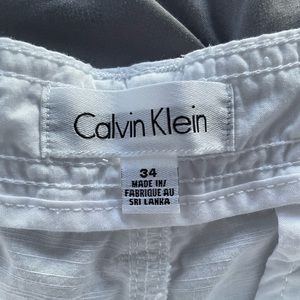 Calvin Klein
34
MADE IN/
FABRIQUE AU
SRI LANKA